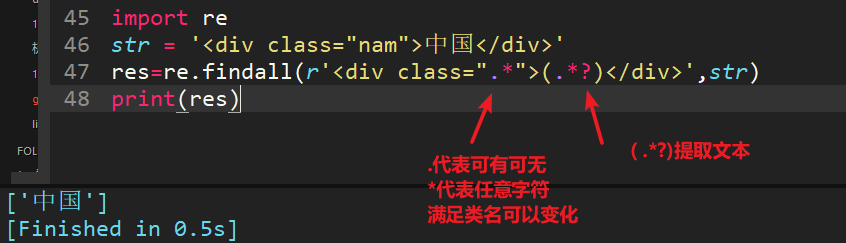 45 import re
46 str = '<div class="nam">中国</div>'
47 res=re.findall(r'<div class=".*">(.*?)</div>',str)
48 print(res)
.代表可有可无
*代表任意字符
满足类名可以变化
( .*?)提取文本
FOL
['中国']
[Finished in 0.5s]